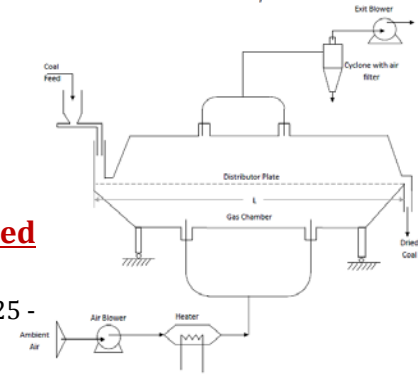 Exit Blower
Coal
Feed
Cyclone with air
filter
Distributor Plate
L
Gas Chamber
ed
Dried
Coal
25 -
Ambient
Air
Air Blower
Heater